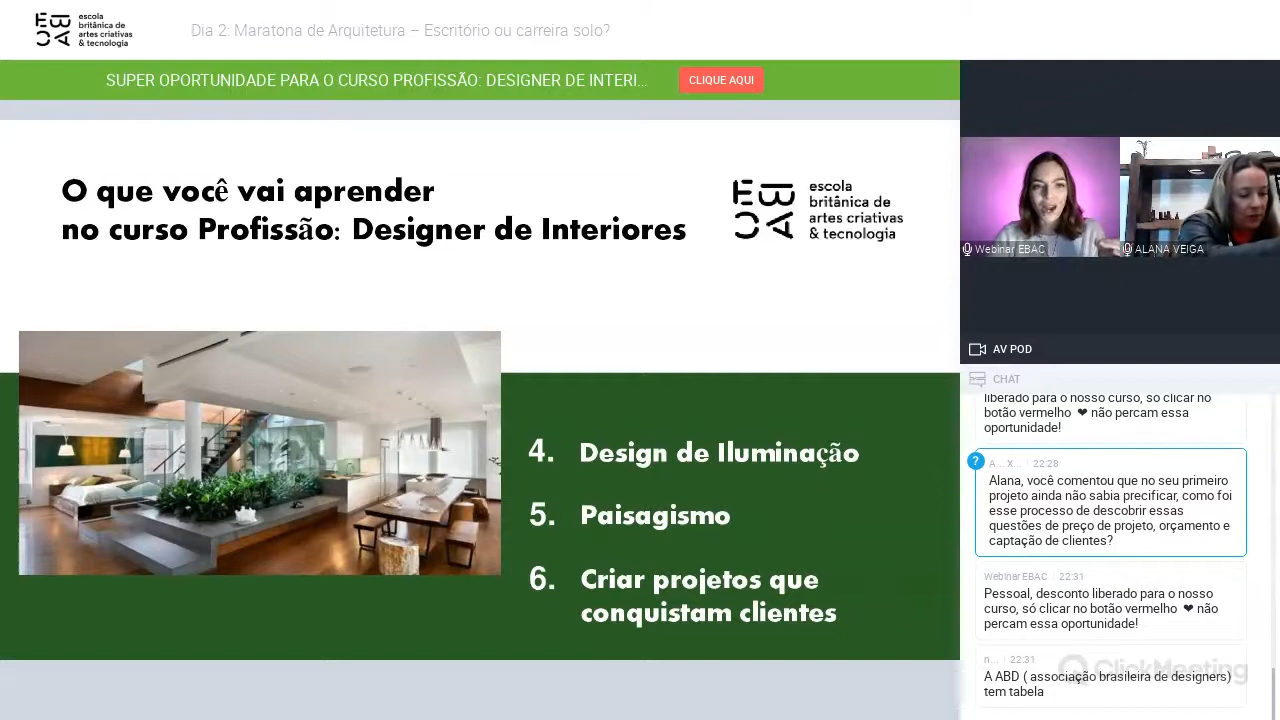 escola
britânica de
artes criativas
& tecnologia
Dia 2: Maratona de Arquitetura – Escritório ou carreira solo?
SUPER OPORTUNIDADE PARA O CURSO PROFISSÃO: DESIGNER DE INTERI...
CLIQUE AQUI
O que você vai aprender
no curso Profissão: Designer de Interiores
EBAC
escola
britânica de
artes criativas
& tecnologia
4. Design de Iluminação
5. Paisagismo
6. Criar projetos que
conquistam clientes
Webinar EBAC
ALANA VEIGA
AV POD
CHAT
liberado para o nosso curso, só clicar no
botão vermelho ❤ não percam essa
oportunidade!
?
A... X... 22:28
Alana, você comentou que no seu primeiro
projeto ainda não sabia precificar, como foi
esse processo de descobrir essas
questões de preço de projeto, orçamento e
captação de clientes?
Webinar EBAC 22:31
Pessoal, desconto liberado para o nosso
curso, só clicar no botão vermelho ❤ não
percam essa oportunidade!
n... 22:31
A ABD ( associação brasileira de designers)
tem tabela
ClickMeeting